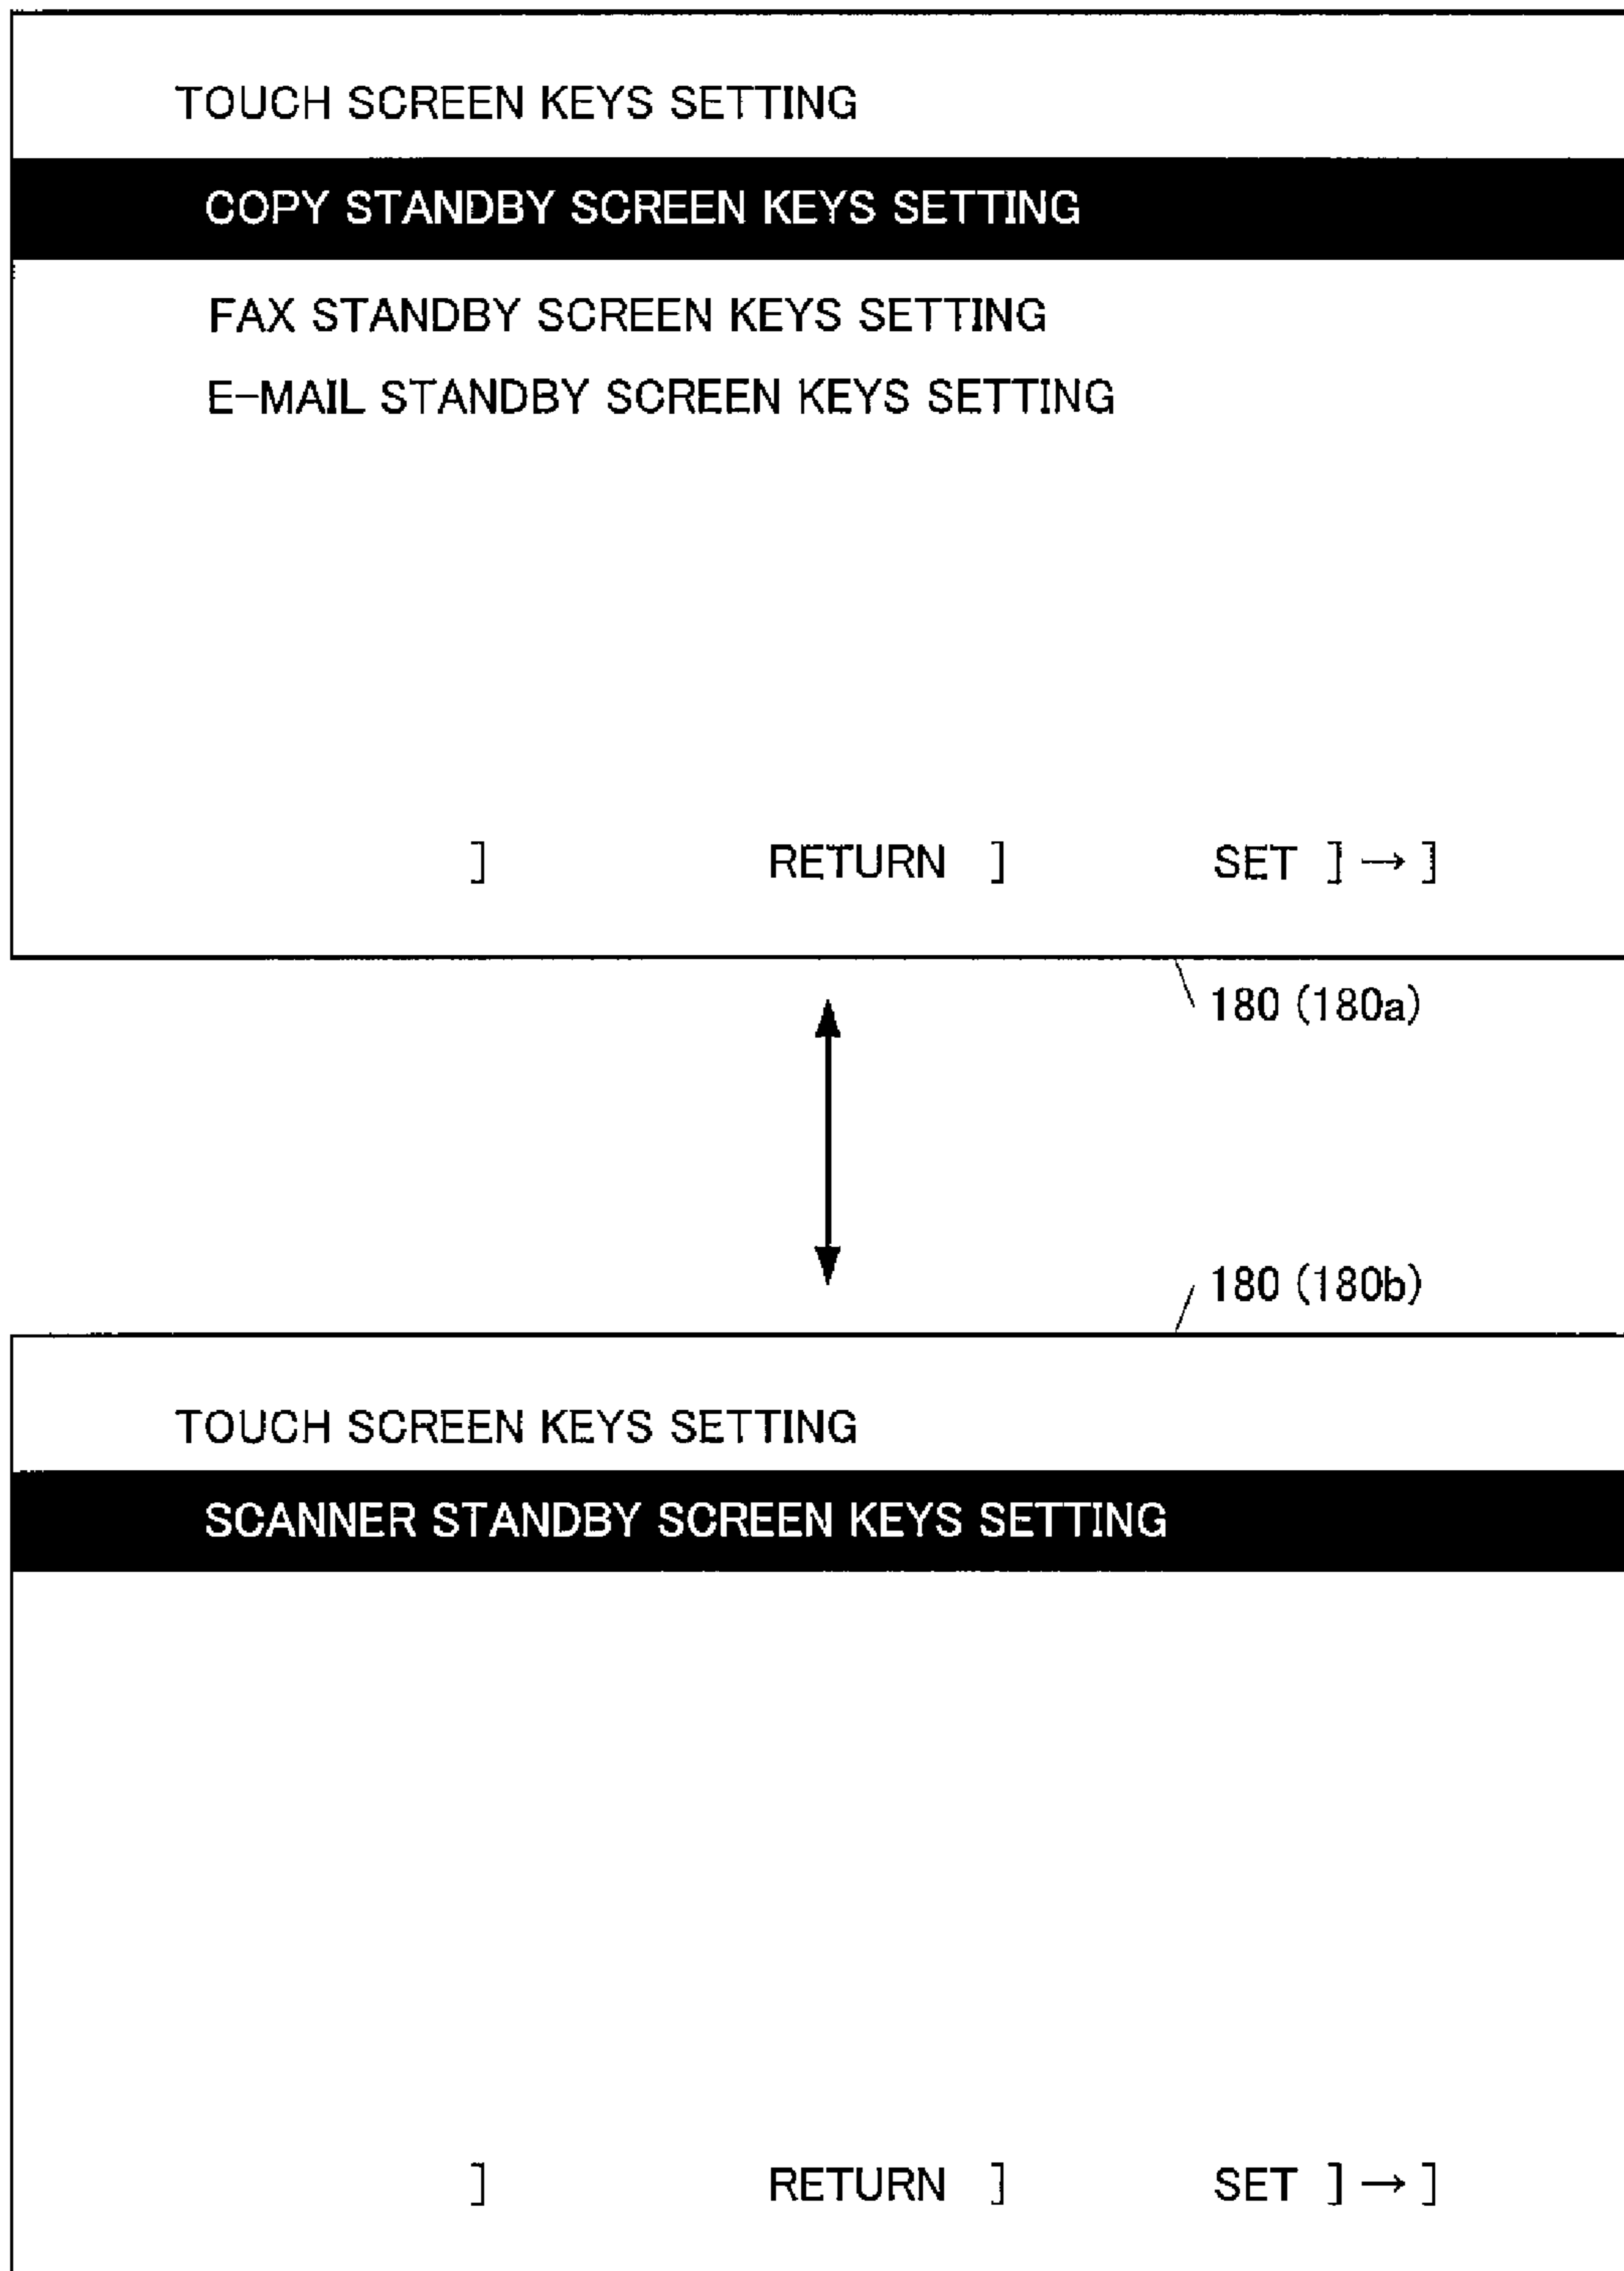 TOUCH SCREEN KEYS SETTING
COPY STANDBY SCREEN KEYS SETTING
FAX STANDBY SCREEN KEYS SETTING
E-MAIL STANDBY SCREEN KEYS SETTING
] RETURN ] SET ] → ]
180 (180a)
180 (180b)
TOUCH SCREEN KEYS SETTING
SCANNER STANDBY SCREEN KEYS SETTING
] RETURN ] SET ] → ]